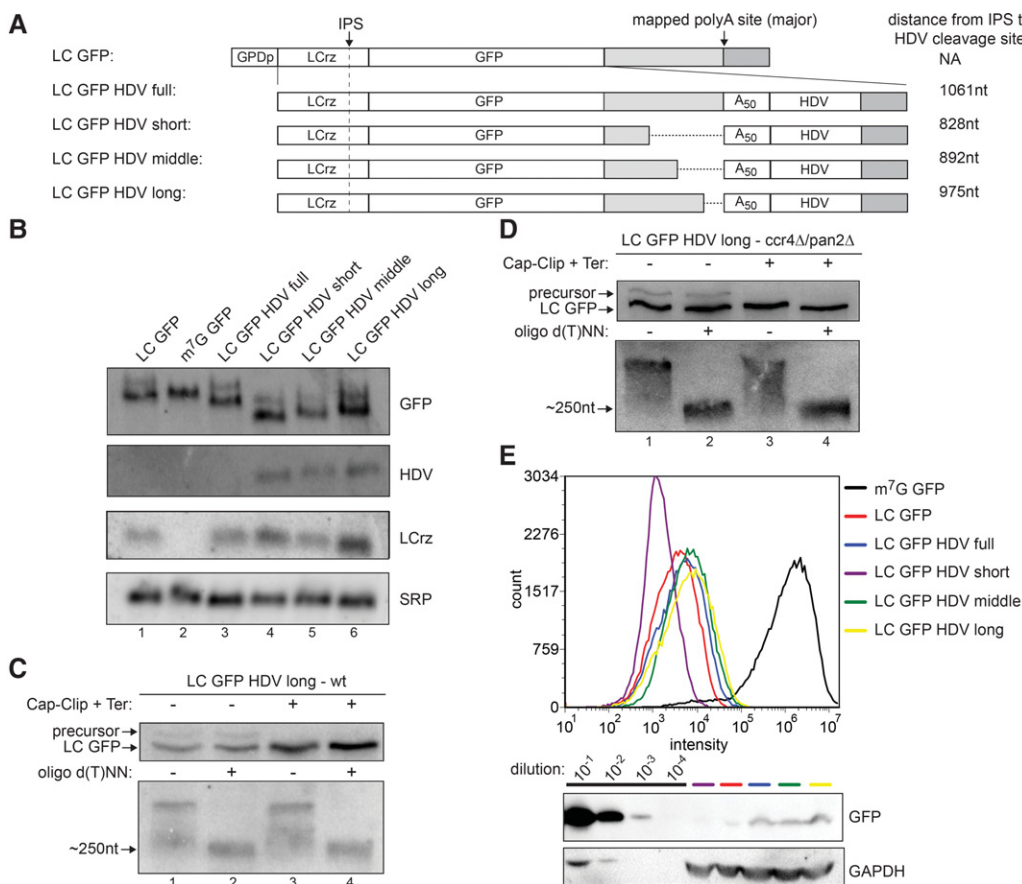 A
IPS
mapped polyA site (major)
distance from IPS t
HDV cleavage site
LC GFP:
GPDp
LCrz
GFP
NA
LC GFP HDV full:
LCrz
GFP
A50
HDV
1061nt
LC GFP HDV short:
LCrz
GFP
A50
HDV
828nt
LC GFP HDV middle:
LCrz
GFP
A50
HDV
892nt
LC GFP HDV long:
LCrz
GFP
A50
HDV
975nt
B
LC GFP
m7G GFP
LC GFP HDV full
LC GFP HDV short
LC GFP HDV middle
LC GFP HDV long
GFP
HDV
LCrz
SRP
1 2 3 4 5 6
C
LC GFP HDV long - wt
Cap-Clip + Ter: - - + +
precursor
LC GFP
oligo d(T)NN: - + - +
~250nt
1 2 3 4
D
LC GFP HDV long - ccr4Δ/pan2Δ
Cap-Clip + Ter: - - + +
precursor
LC GFP
oligo d(T)NN: - + - +
~250nt
1 2 3 4
E
3034
2276
1517
759
0
count
10 10^2 10^3 10^4 10^5 10^6 10^7
intensity
m7G GFP
LC GFP
LC GFP HDV full
LC GFP HDV short
LC GFP HDV middle
LC GFP HDV long
dilution: 10^-1 10^-2 10^-3 10^-4
GFP
GAPDH